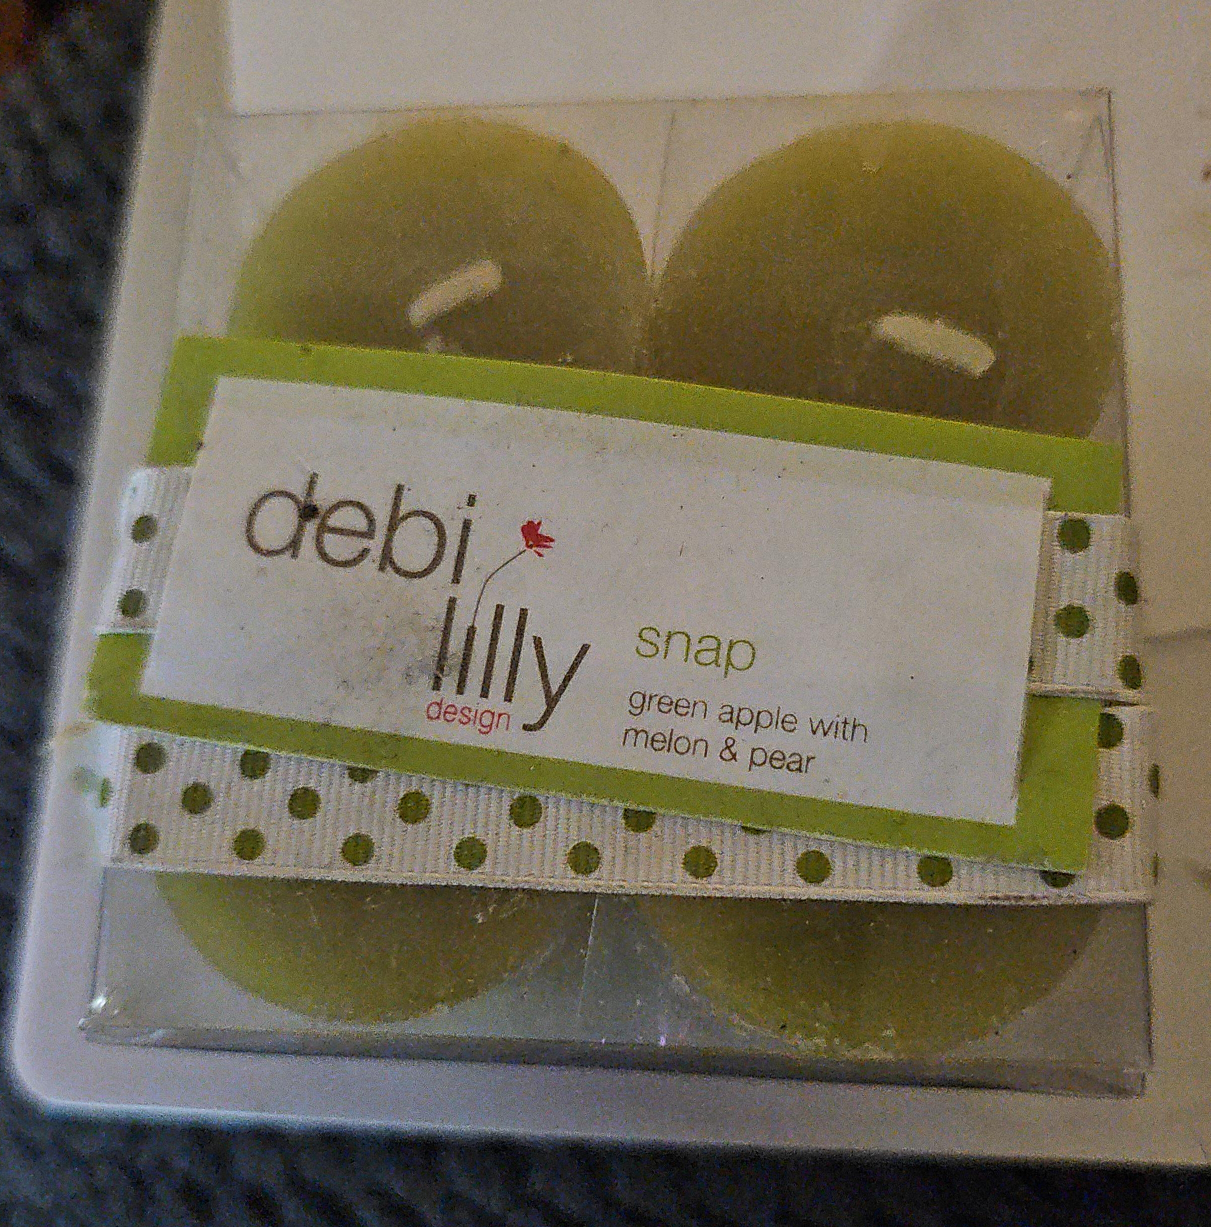 debi
lilly
design
snap
green apple with
melon & pear